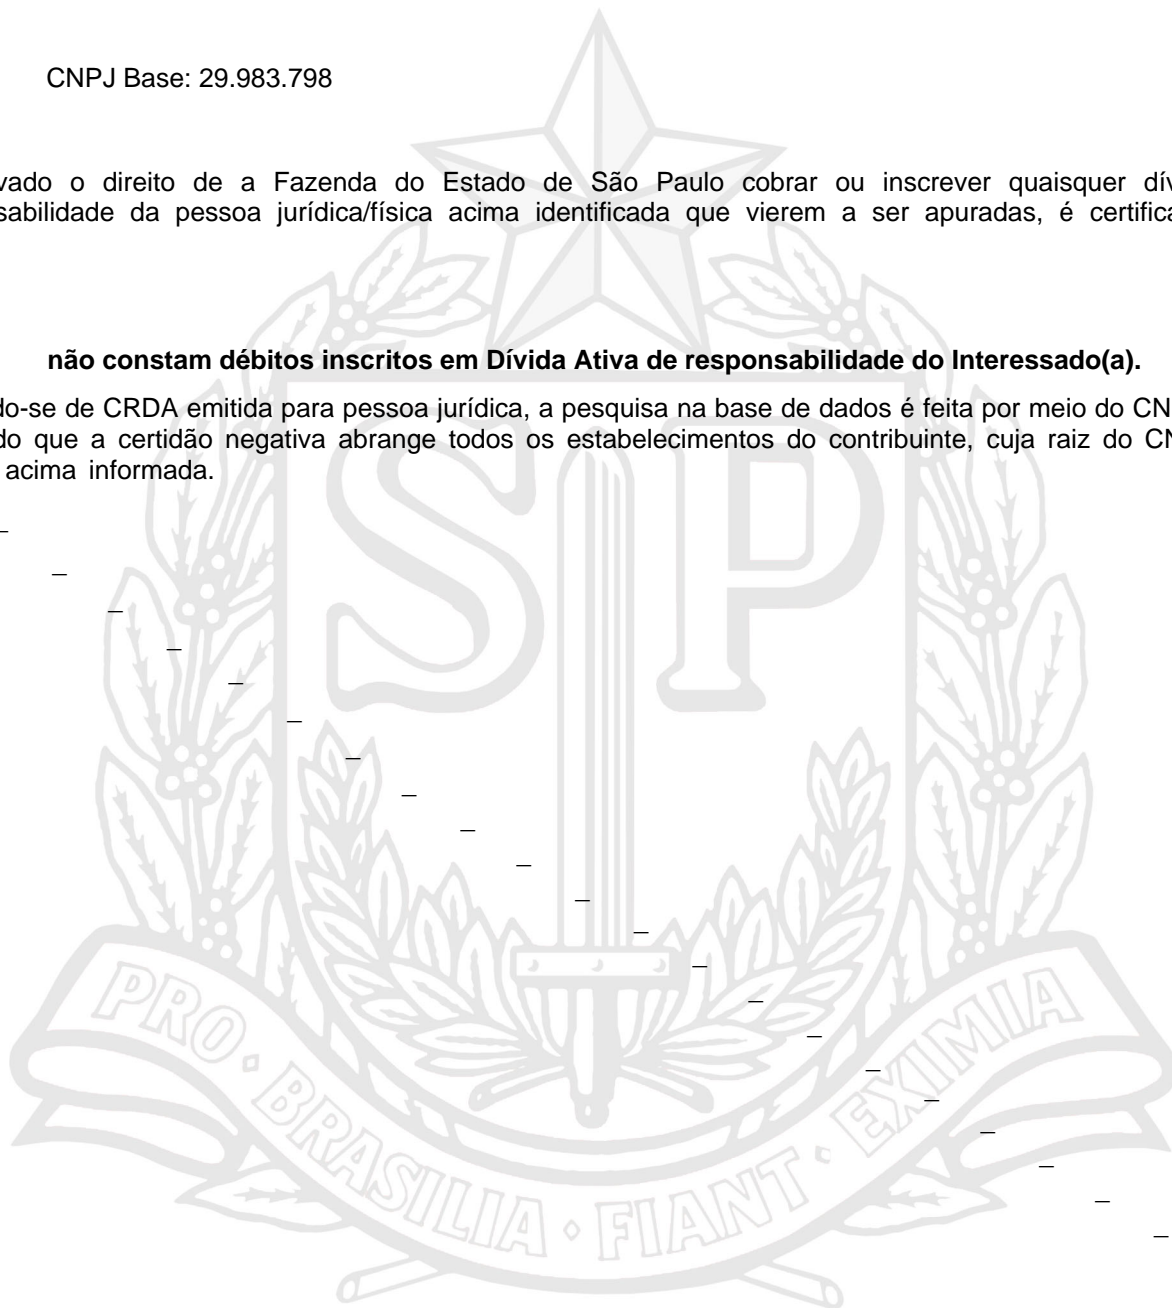 CNPJ Base: 29.983.798
vado o direito de a Fazenda do Estado de São Paulo cobrar ou inscrever quaisquer dív
sabilidade da pessoa jurídica/física acima identificada que vierem a ser apuradas, é certifica
não constam débitos inscritos em Dívida Ativa de responsabilidade do Interessado(a).
do-se de CRDA emitida para pessoa jurídica, a pesquisa na base de dados é feita por meio do CN
do que a certidão negativa abrange todos os estabelecimentos do contribuinte, cuja raiz do CN
acima informada.
SP
PRO • BRASILIA • FIANT • EXIMIA